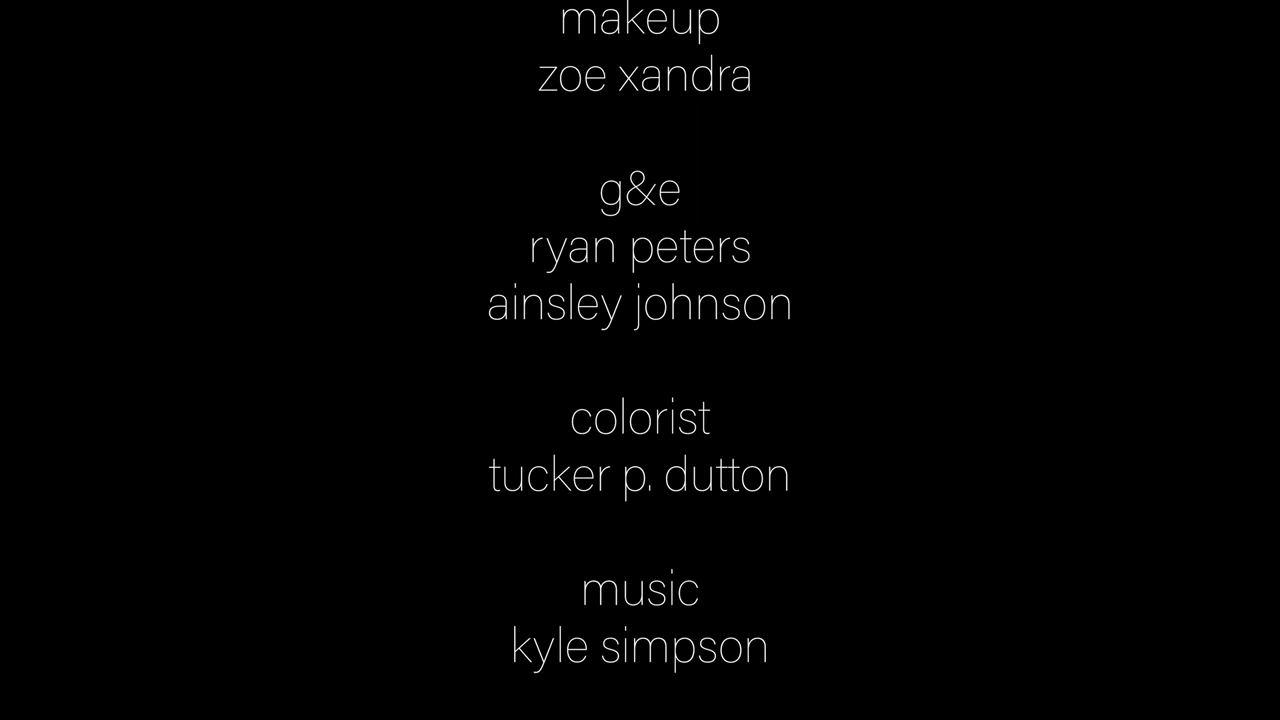 makeup
zoe xandra
g&e
ryan peters
ainsley johnson
colorist
tucker p. dutton
music
kyle simpson